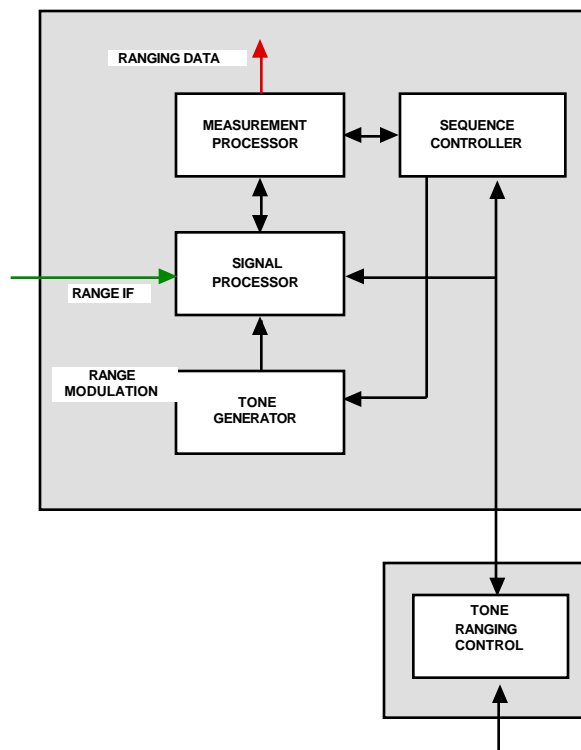 RANGING DATA
MEASUREMENT
PROCESSOR
SEQUENCE
CONTROLLER
SIGNAL
PROCESSOR
RANGE IF
RANGE
MODULATION
TONE
GENERATOR
TONE
RANGING
CONTROL